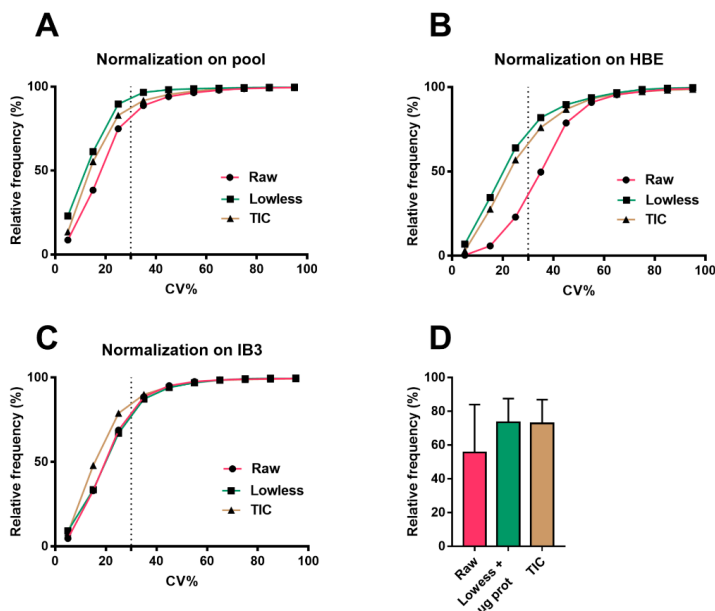 A
Normalization on pool
Relative frequency (%)
100
50
0
0 20 40 60 80 100
CV%
Raw
Lowless
TIC
B
Normalization on HBE
Relative frequency (%)
100
50
0
0 20 40 60 80 100
CV%
Raw
Lowless
TIC
C
Normalization on IB3
Relative frequency (%)
100
50
0
0 20 40 60 80 100
CV%
Raw
Lowless
TIC
D
Relative frequency (%)
100
80
60
40
20
0
Raw
Lowess +
ug prot
TIC